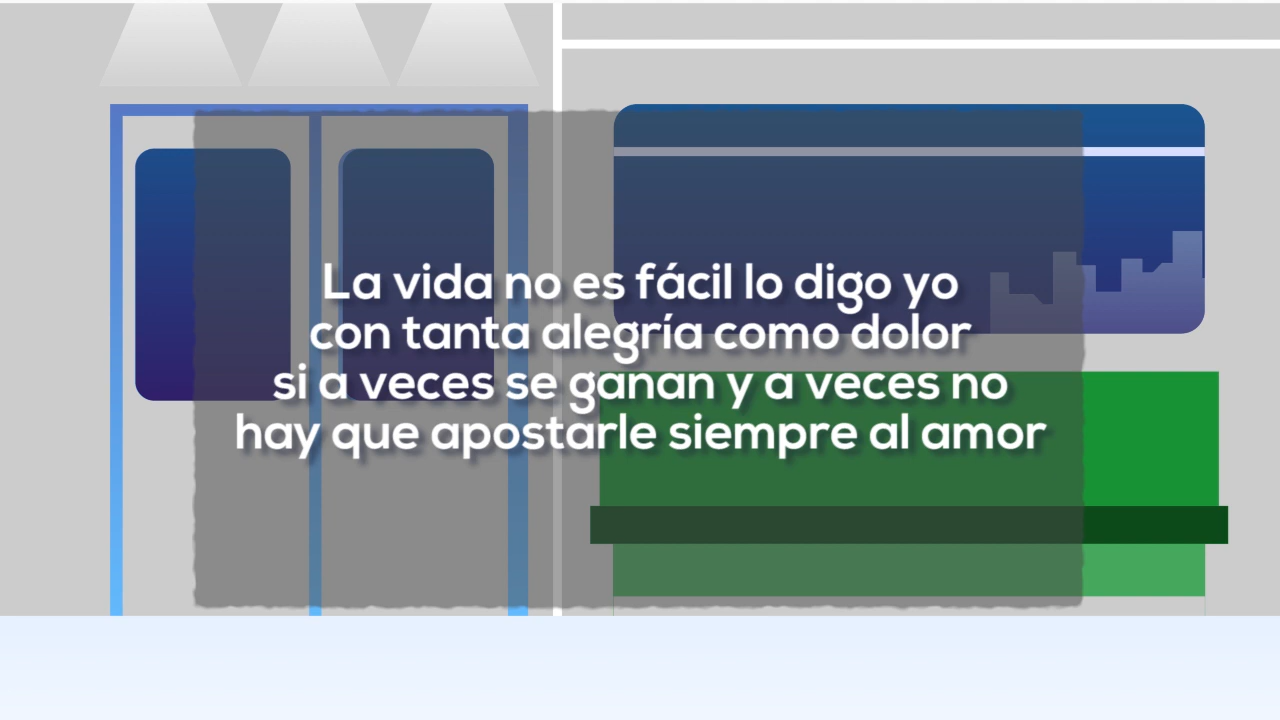 La vida no es fácil lo digo yo
con tanta alegría como dolor
si a veces se ganan y a veces no
hay que apostarle siempre al amor